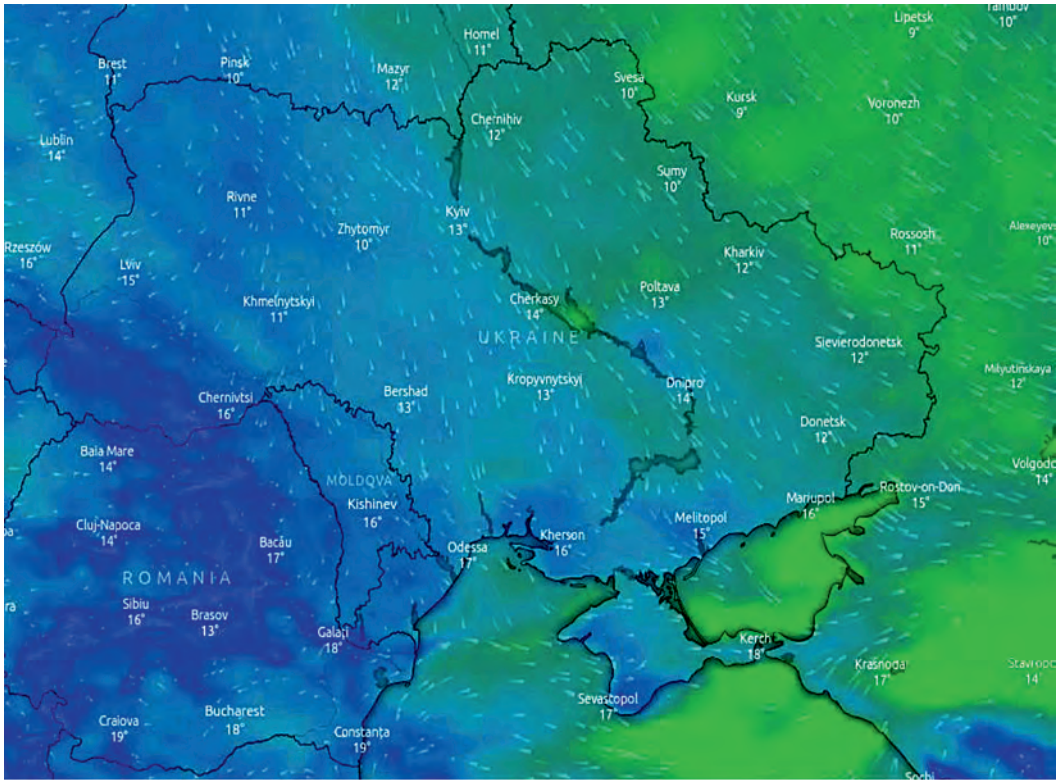 Lipetsk
9°
Tambov
10°
Homel
11°
Brest
11°
Pinsk
10°
Mazyr
12°
Svesa
10°
Kursk
9°
Voronezh
10°
Chernihiv
12°
Lublin
14°
Sumy
10°
Rivne
11°
Kyiv
13°
Zhytomyr
10°
Rossosh
11°
10°
Rzeszów
16°
Lviv
15°
Kharkiv
12°
Khmelnytskyi
11°
Cherkasy
14°
Poltava
13°
UKRAINE
Sievierodonetsk
12°
Milyutinskaya
12°
Chernivtsi
16°
Bershad
13°
Kropyvnytskyi
13°
Dnipro
14°
Donetsk
12°
Baia Mare
14°
MOLDOVA
Kishinev
16°
Mariupol
16°
Rostov-on-Don
15°
Volgodo
14°
Cluj-Napoca
14°
Bacău
17°
Odessa
17°
Kherson
16°
Melitopol
15°
ROMANIA
Sibiu
16°
Brasov
13°
Galați
18°
Kerch
18°
Krasnodar
17°
14°
Sevastopol
17°
Craiova
19°
Bucharest
18°
Constanța
19°
Sochi